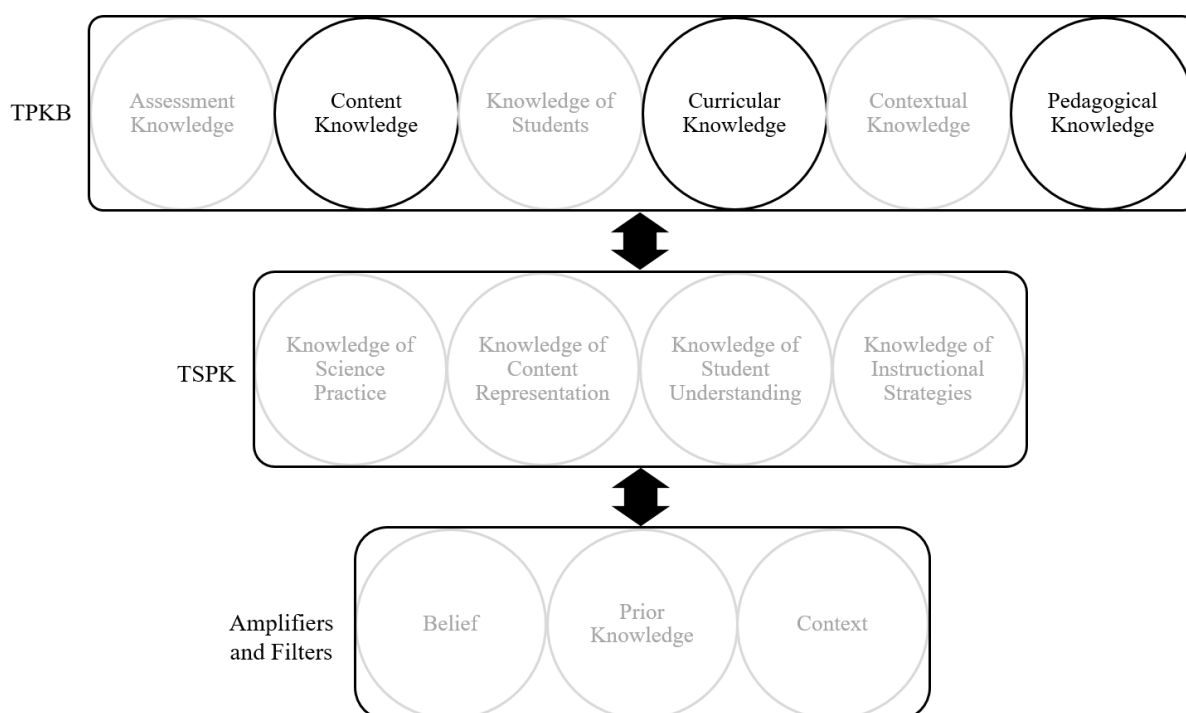 TPKB
Assessment
Knowledge
Content
Knowledge
Knowledge of
Students
Curricular
Knowledge
Contextual
Knowledge
Pedagogical
Knowledge
TSPK
Knowledge of
Science
Practice
Knowledge of
Content
Representation
Knowledge of
Student
Understanding
Knowledge of
Instructional
Strategies
Amplifiers
and Filters
Belief
Prior
Knowledge
Context